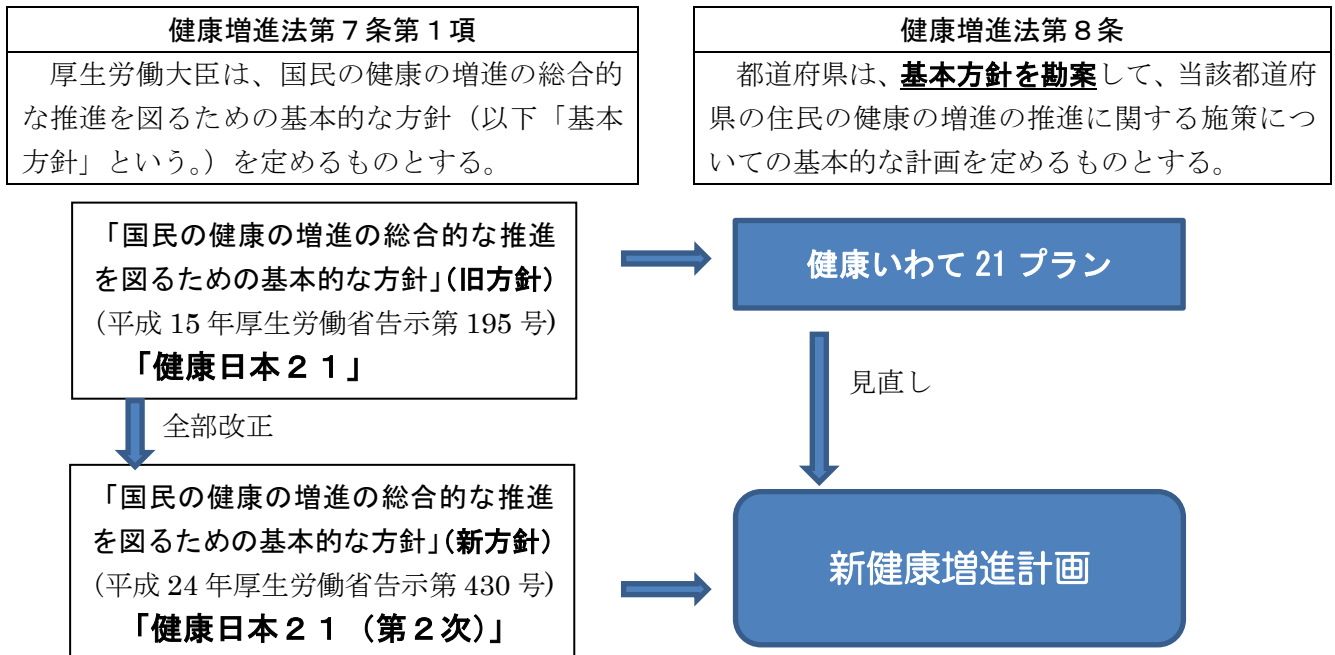 健康増進法第７条第１項
厚生労働大臣は、国民の健康の増進の総合的
な推進を図るための基本的な方針（以下「基本
方針」という。）を定めるものとする。
健康増進法第８条
都道府県は、基本方針を勘案して、当該都道府
県の住民の健康の増進の推進に関する施策につ
いての基本的な計画を定めるものとする。
「国民の健康の増進の総合的な推進
を図るための基本的な方針」（旧方針）
（平成 15 年厚生労働省告示第 195 号）
「健康日本２１」
健康いわて 21 プラン
全部改正
見直し
「国民の健康の増進の総合的な推進
を図るための基本的な方針」（新方針）
（平成 24 年厚生労働省告示第 430 号）
「健康日本２１（第２次）」
新健康増進計画